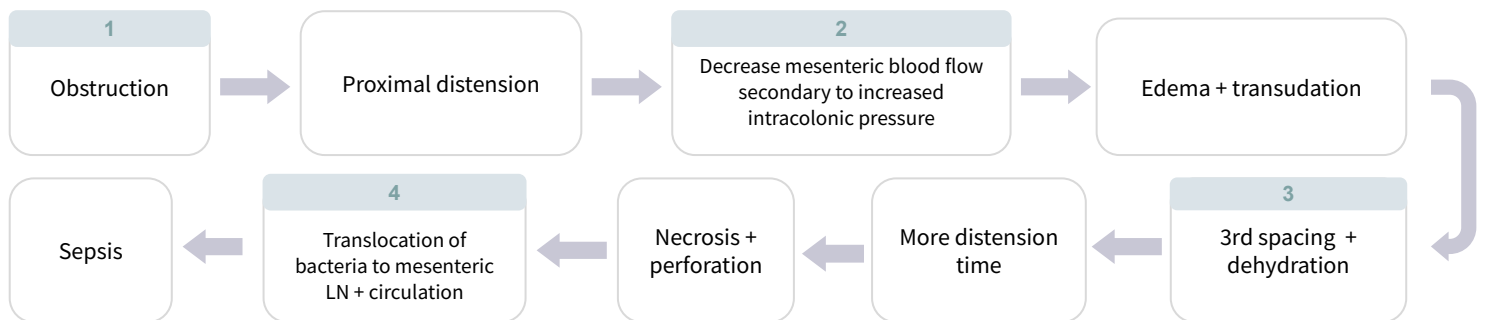 1
Obstruction
Proximal distension
2
Decrease mesenteric blood flow
secondary to increased
intracolonic pressure
Edema + transudation
3
3rd spacing +
dehydration
More distension
time
Necrosis +
perforation
4
Translocation of
bacteria to mesenteric
LN + circulation
Sepsis